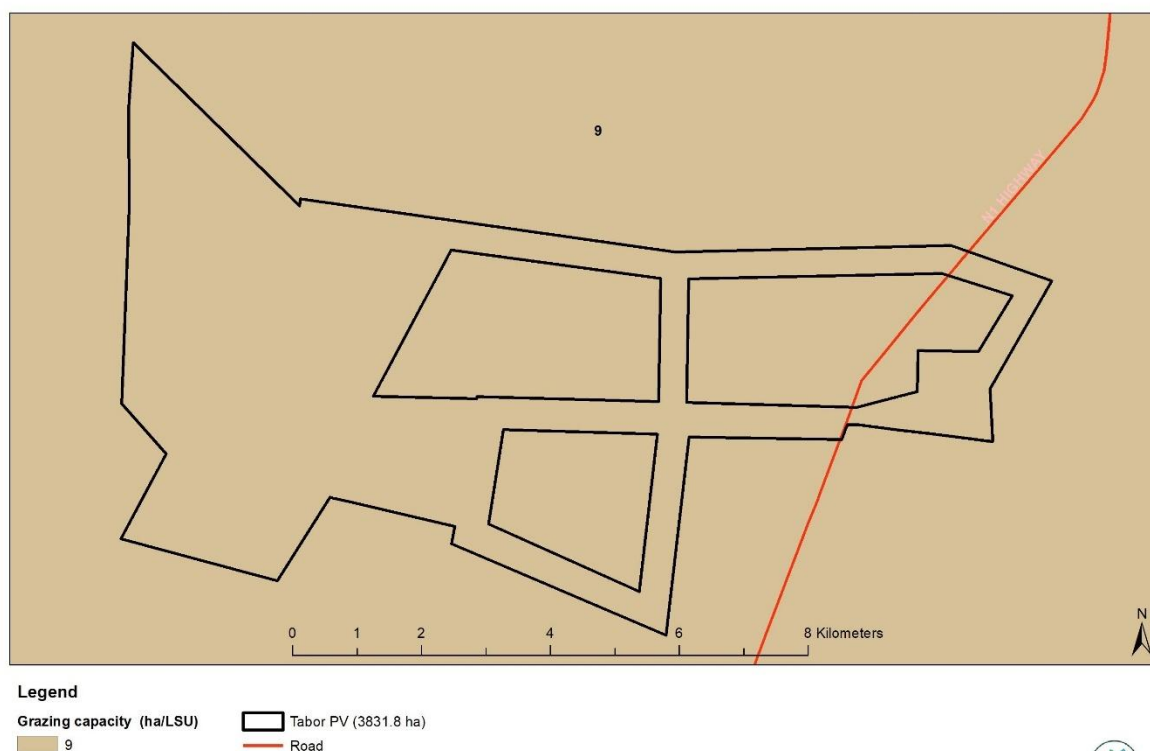 9
N1 HIGHWAY
N
0 1 2 4 6 8 Kilometers
Legend
Grazing capacity (ha/LSU)
9
Tabor PV (3831.8 ha)
Road